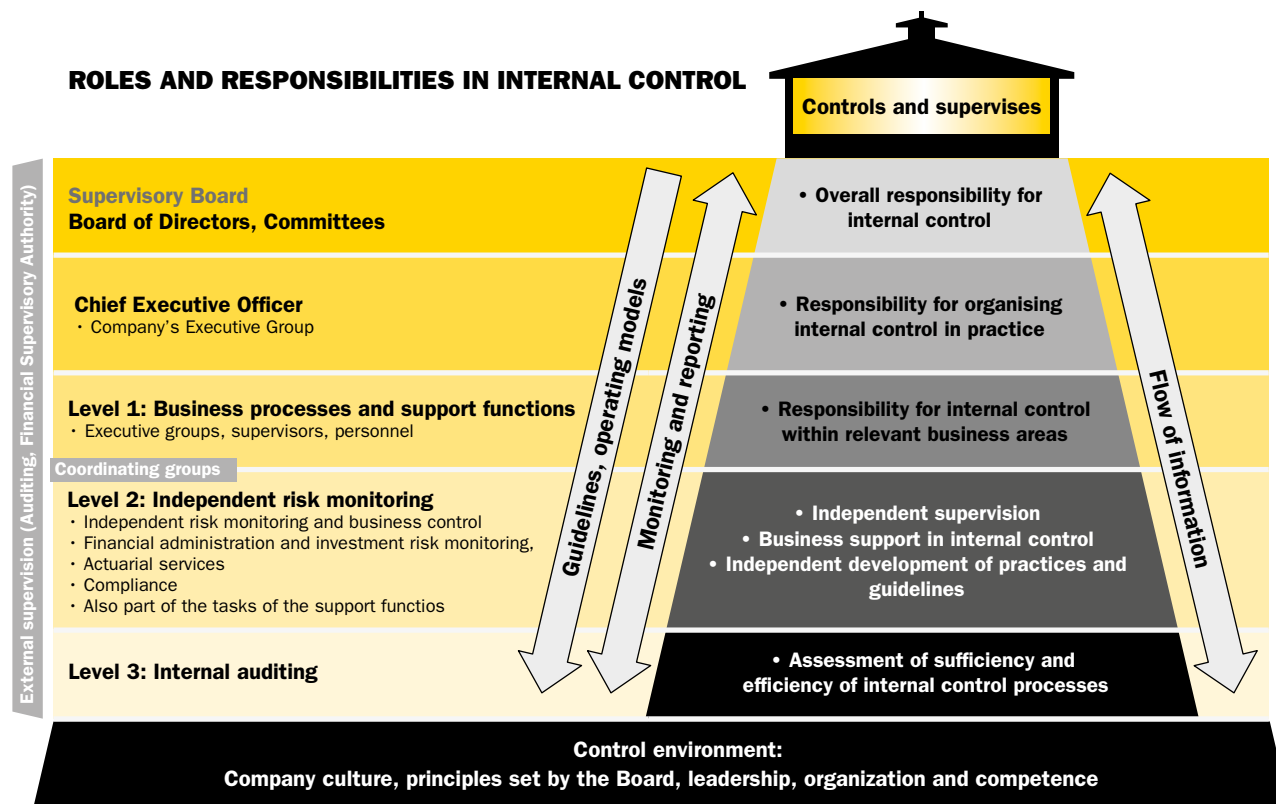 ROLES AND RESPONSIBILITIES IN INTERNAL CONTROL
Controls and supervises
External supervision (Auditing, Financial Supervisory Authority)
Supervisory Board
Board of Directors, Committees
• Overall responsibility for
internal control
Chief Executive Officer
· Company's Executive Group
• Responsibility for organising
internal control in practice
Level 1: Business processes and support functions
· Executive groups, supervisors, personnel
• Responsibility for internal control
within relevant business areas
Coordinating groups
Level 2: Independent risk monitoring
· Independent risk monitoring and business control
· Financial administration and investment risk monitoring,
· Actuarial services
· Compliance
· Also part of the tasks of the support functios
• Independent supervision
• Business support in internal control
• Independent development of practices and
guidelines
Level 3: Internal auditing
• Assessment of sufficiency and
efficiency of internal control processes
Guidelines, operating models
Monitoring and reporting
Flow of information
Control environment:
Company culture, principles set by the Board, leadership, organization and competence